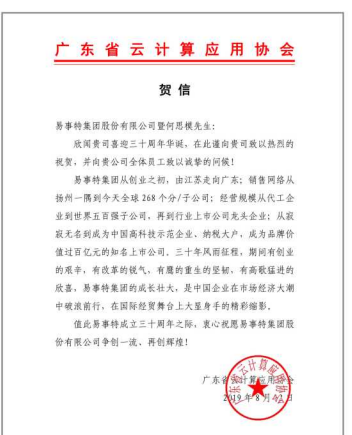 广东省云计算应用协会
贺信
易事特集团股份有限公司暨何思模先生：
欣闻贵司喜迎三十周年华诞，在此谨向贵司致以热烈的
祝贺，并向贵公司全体员工致以诚挚的问候！
易事特集团从创业之初，由江苏走向广东；销售网络从
扬州一隅到今天全球268个分/子公司；经营规模从代工企
业到世界五百强子公司，再到行业上市公司龙头企业；从寂
寂无名到成为中国高科技示范企业、纳税大户，成为品牌价
值过百亿元的知名上市公司。三十年风雨征程，期间有创业
的艰辛，有改革的锐气，有鹰的重生的坚韧，有高歌猛进的
欣喜，易事特集团的成长壮大，是中国企业在市场经济大潮
中破浪前行，在国际经贸舞台上大显身手的精彩缩影。
值此易事特成立三十周年之际，衷心祝愿易事特集团股
份有限公司争创一流、再创辉煌！
广东省云计算应用协会
2019年8月12日
广东省云计算应用协会